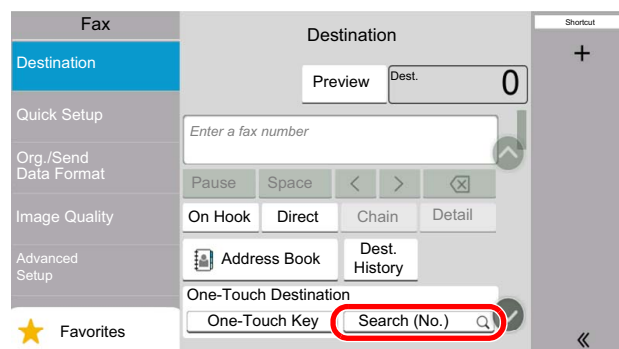 Fax
Destination
Quick Setup
Org./Send
Data Format
Image Quality
Advanced
Setup
Favorites
Destination
Preview
Dest.
0
Enter a fax number
Pause
Space
On Hook
Direct
Chain
Detail
Address Book
Dest.
History
One-Touch Destination
One-Touch Key
Search (No.)
Shortcut